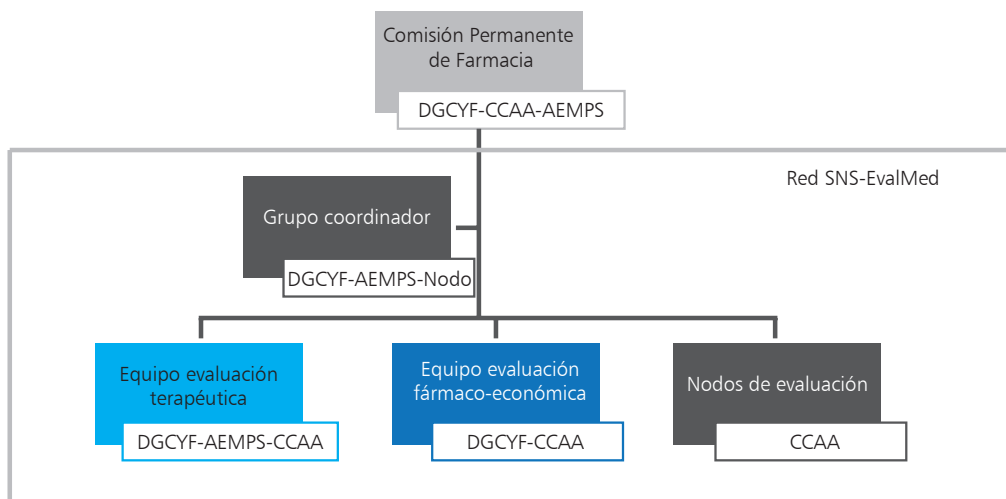 Comisión Permanente
de Farmacia
DGCYF-CCAA-AEMPS
Red SNS-EvalMed
Grupo coordinador
DGCYF-AEMPS-Nodo
Equipo evaluación
terapéutica
DGCYF-AEMPS-CCAA
Equipo evaluación
fármaco-económica
DGCYF-CCAA
Nodos de evaluación
CCAA